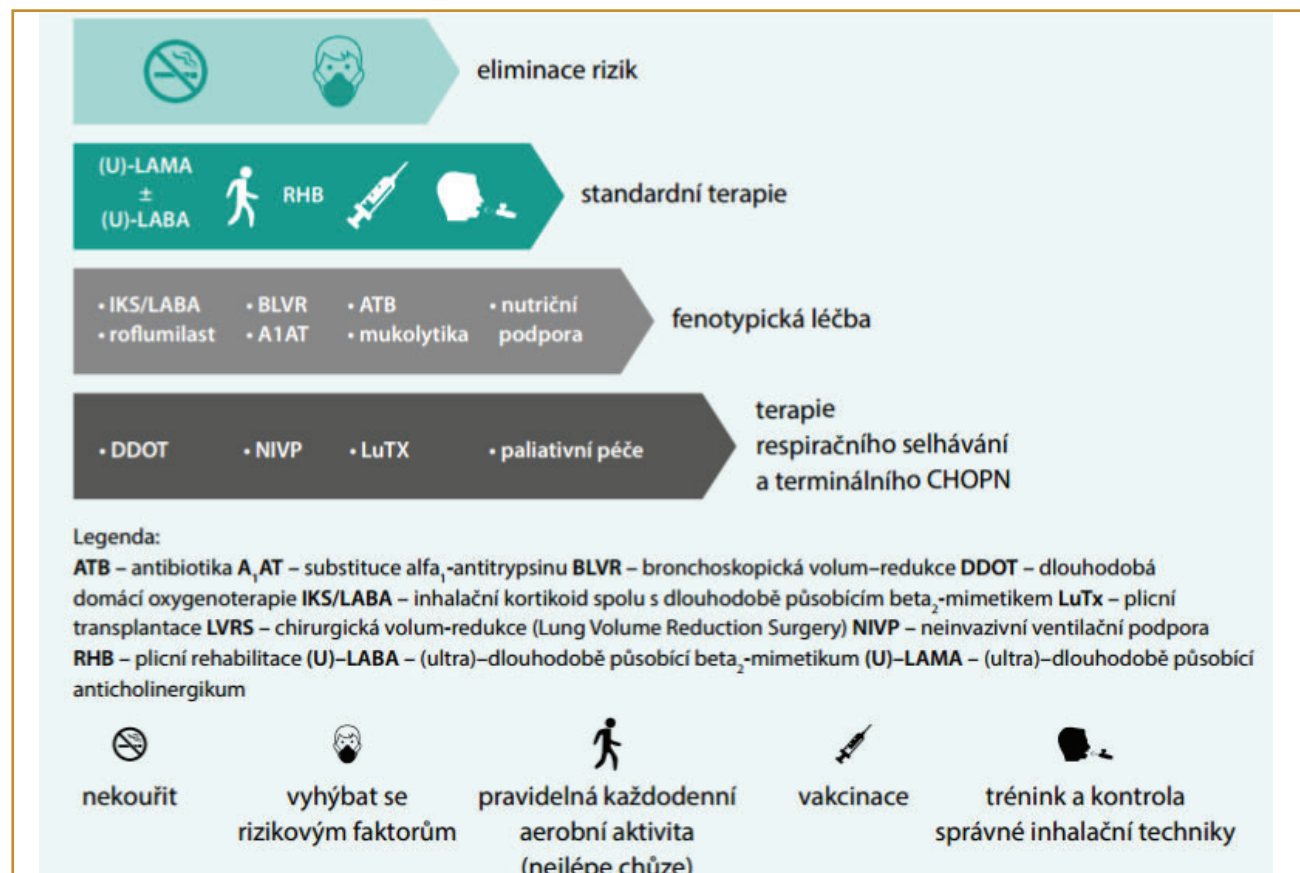 eliminace rizik
(U)-LAMA
±
(U)-LABA
RHB
standardní terapie
• IKS/LABA • BLVR • ATB • nutriční
• roflumilast • A1AT • mukolytika podpora
fenotypická léčba
terapie
respiračního selhávání
a terminálního CHOPN
• DDOT • NIVP • LuTX • paliativní péče
Legenda:
ATB – antibiotika A₁AT – substituce alfa₁-antitrypsinu BLVR – bronchoskopická volum–redukce DDOT – dlouhodobá
domácí oxygenoterapie IKS/LABA – inhalační kortikoid spolu s dlouhodobě působícím beta₂-mimetikem LuTx – plicní
transplantace LVRS – chirurgická volum-redukce (Lung Volume Reduction Surgery) NIVP – neinvazivní ventilační podpora
RHB – plicní rehabilitace (U)–LABA – (ultra)–dlouhodobě působící beta₂-mimetikum (U)–LAMA – (ultra)–dlouhodobě působící
anticholinergikum
nekouřit
vyhýbat se
rizikovým faktorům
pravidelná každodenní
aerobní aktivita
(nejlépe chůze)
vakcinace
trénink a kontrola
správné inhalační techniky